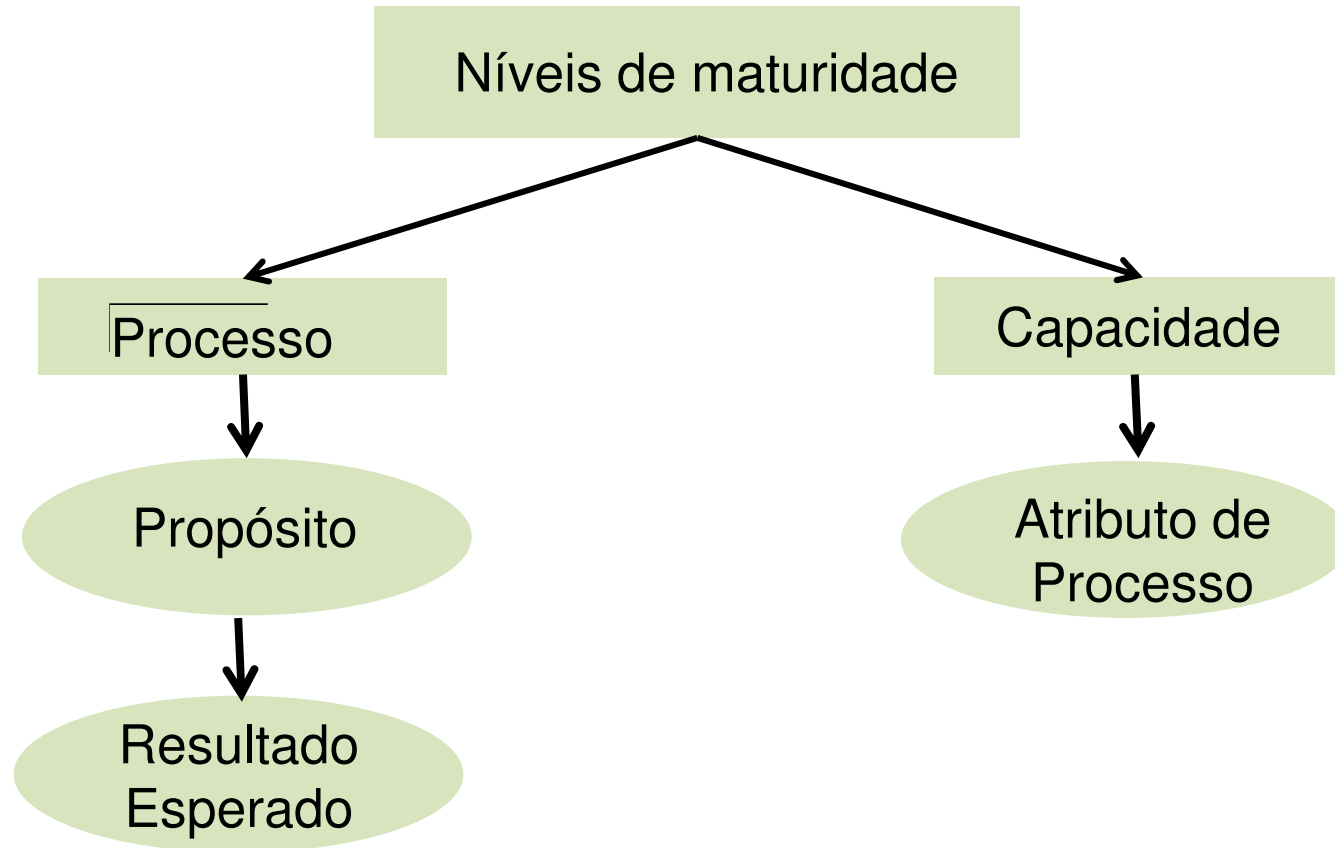 Níveis de maturidade
Processo
Capacidade
Propósito
Atributo de
Processo
Resultado
Esperado